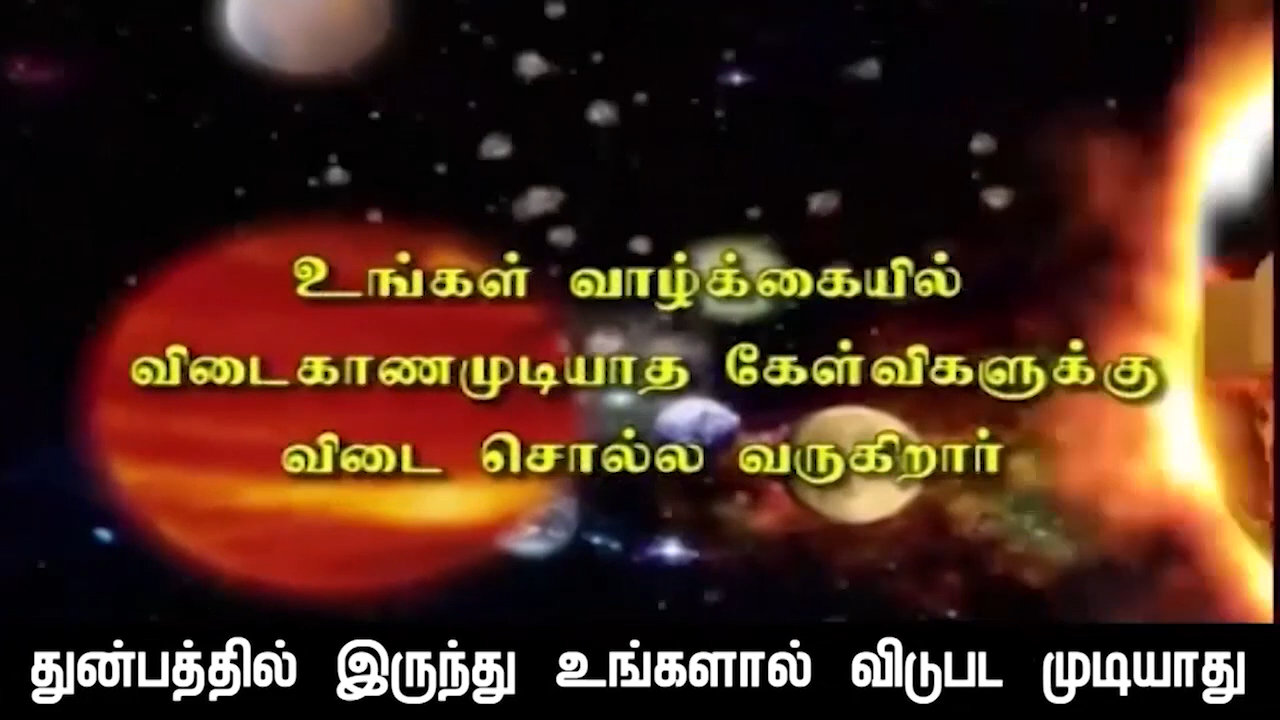 உங்கள் வாழ்க்கையில்
விடைகாணமுடியாத கேள்விகளுக்கு
விடை சொல்ல வருகிறார்
துன்பத்தில் இருந்து உங்களால் விடுபட முடியாது